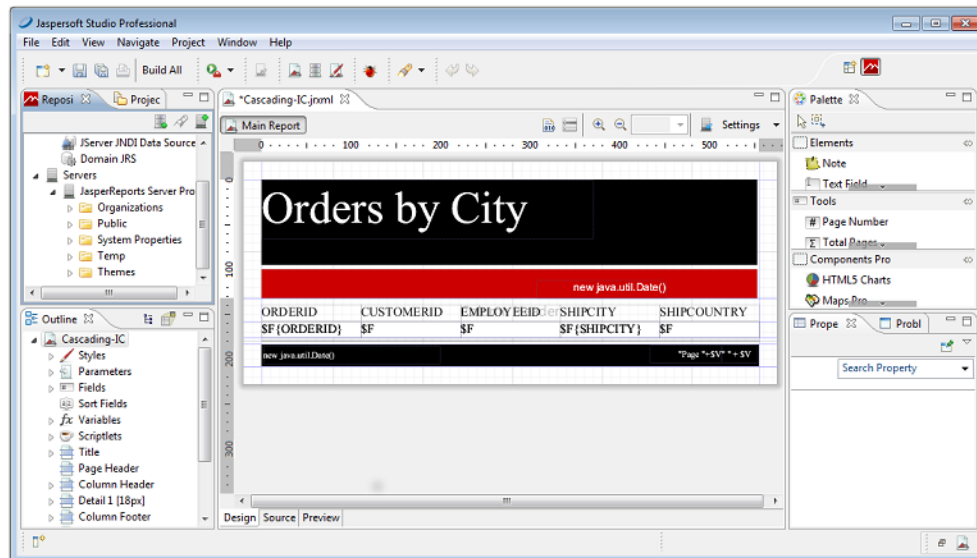 Jaspersoft Studio Professional
File Edit View Navigate Project Window Help
Build All
Reposi Projec
JServer JNDI Data Source
Domain JRS
Servers
JasperReports Server Pro
Organizations
Public
System Properties
Temp
Themes
Outline
Cascading-IC
Styles
Parameters
Fields
Sort Fields
fx Variables
Scriptlets
Title
Page Header
Column Header
Detail 1 [18px]
Column Footer
*Cascading-IC.jrxml
Main Report
Settings
0 100 200 300 400 500
0
100
200
300
Orders by City
new java.util.Date()
ORDERID CUSTOMERID EMPLOYEEID SHIPCITY SHIPCOUNTRY
$F{ORDERID} $F $F $F{SHIPCITY} $F
new java.util.Date() "Page "+$V" " + $V
Design Source Preview
Palette
Elements
Note
Text Field
Tools
# Page Number
Σ Total Pages
Components Pro
HTML5 Charts
Maps Pro
Prope Probl
Search Property